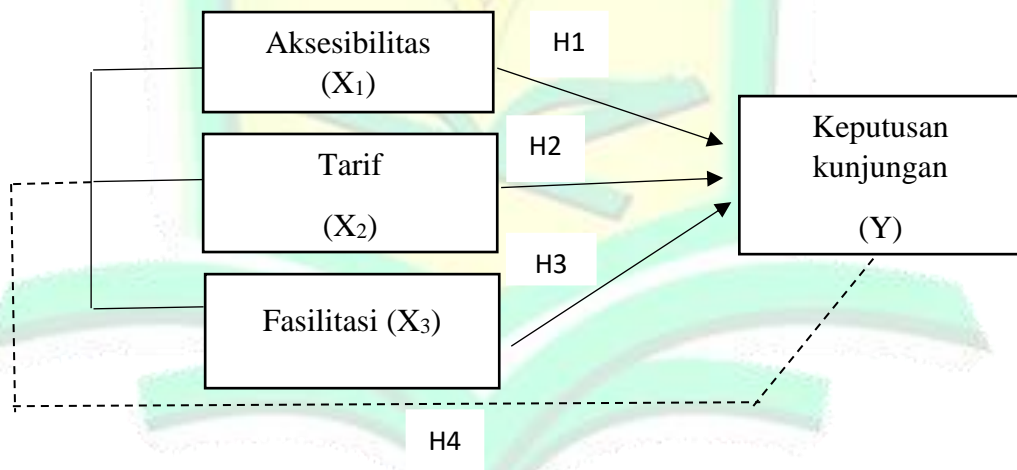 Aksesibilitas
(X₁)
H1
Tarif
(X₂)
H2
Fasilitasi (X₃)
H3
Keputusan
kunjungan
(Y)
H4